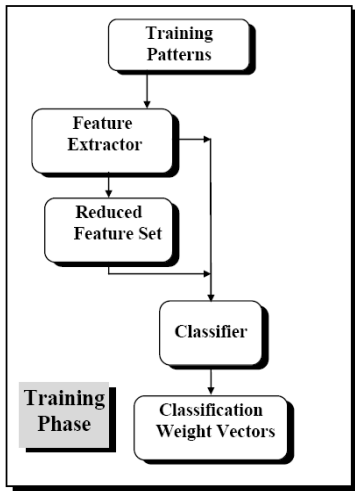 Training
Patterns
Feature
Extractor
Reduced
Feature Set
Classifier
Training
Phase
Classification
Weight Vectors